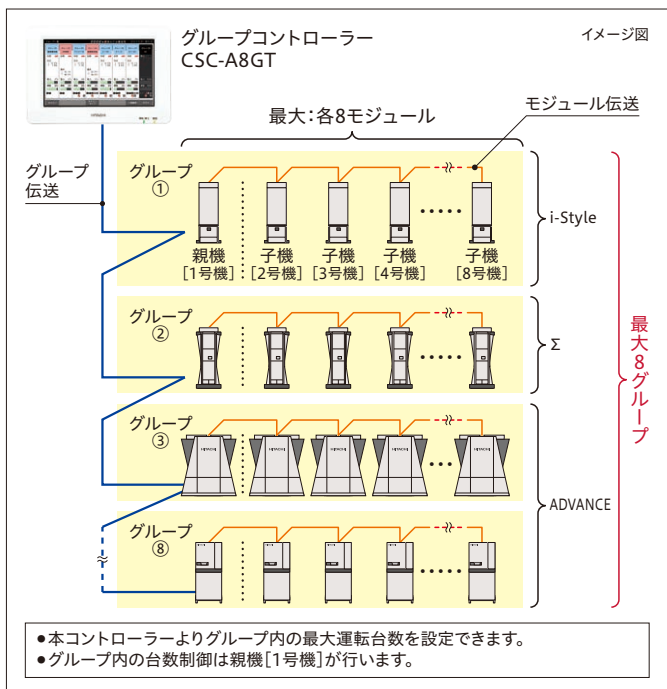 グループコントローラー
CSC-A8GT
イメージ図
最大：各8モジュール
モジュール伝送
グループ
伝送
グループ
①
親機
[1号機]
子機
[2号機]
子機
[3号機]
子機
[4号機]
子機
[8号機]
i-Style
グループ
②
Σ
最大8グループ
グループ
③
HITACHI
HITACHI
HITACHI
HITACHI
HITACHI
ADVANCE
グループ
⑧
●本コントローラーよりグループ内の最大運転台数を設定できます。
●グループ内の台数制御は親機[1号機]が行います。